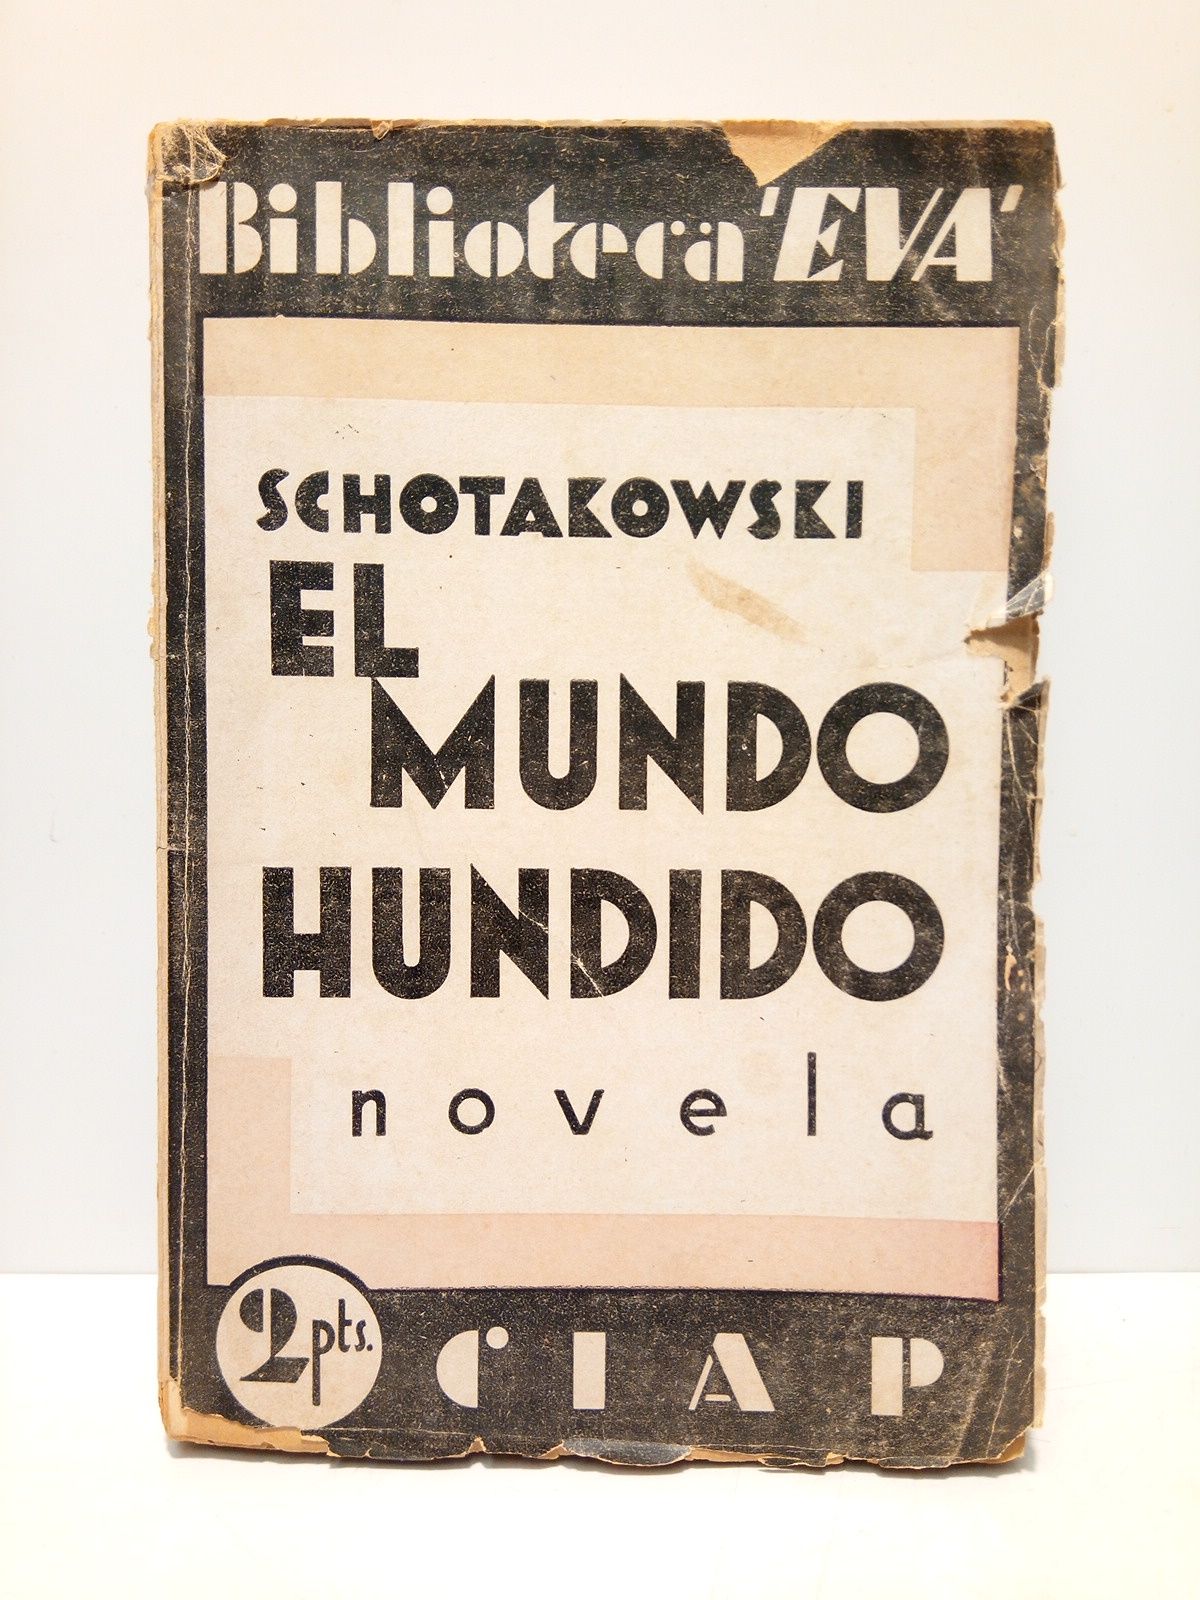 Biblioteca 'EVA'
SCHOTAKOWSKI
EL
MUNDO
HUNDIDO
novela
2 pts.
CIAP